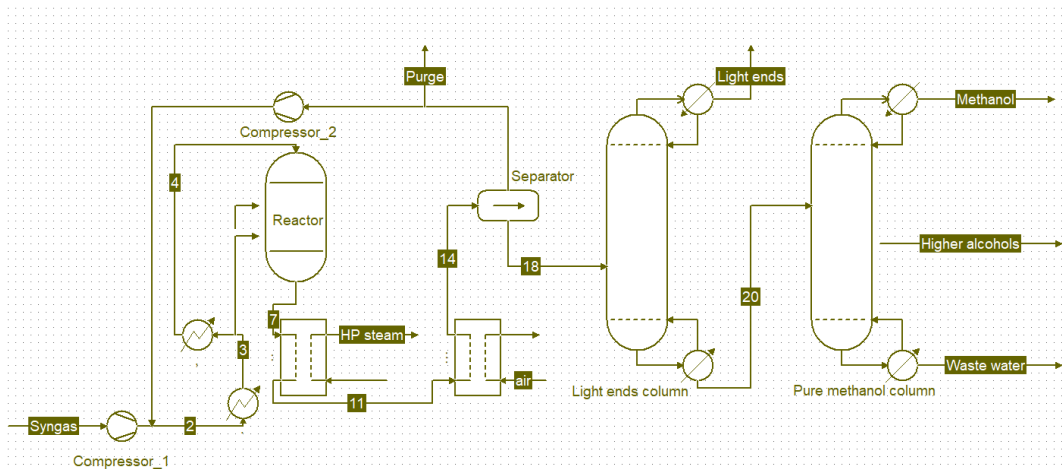 Purge
Light ends
Methanol
Compressor_2
4
Separator
Reactor
Higher alcohols
14
18
20
7
HP steam
3
air
11
Light ends column
Pure methanol column
Waste water
Syngas
2
Compressor_1